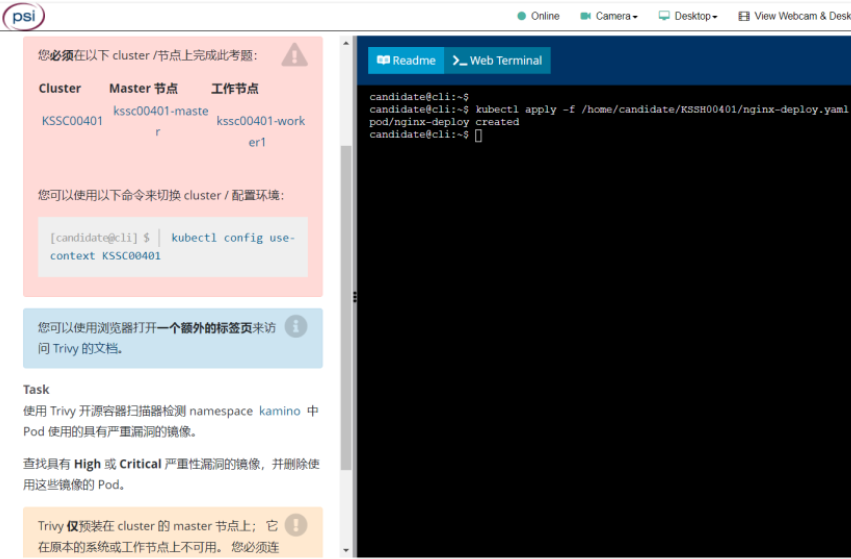 psi
Online Camera Desktop View Webcam & Desk
您必须在以下 cluster /节点上完成此考题：
Cluster Master 节点 工作节点
KSSC00401 kssc00401-maste
r kssc00401-work
er1
您可以使用以下命令来切换 cluster / 配置环境：
[candidate@cli] $ | kubectl config use-
context KSSC00401
您可以使用浏览器打开一个额外的标签页来访
问 Trivy 的文档。
Task
使用 Trivy 开源容器扫描器检测 namespace kamino 中
Pod 使用的具有严重漏洞的镜像。
查找具有 High 或 Critical 严重性漏洞的镜像，并删除使
用这些镜像的 Pod。
Trivy 仅预装在 cluster 的 master 节点上； 它
在原本的系统或工作节点上不可用。 您必须连
Readme >_ Web Terminal
candidate@cli:~$
candidate@cli:~$ kubectl apply -f /home/candidate/KSSH00401/nginx-deploy.yaml
pod/nginx-deploy created
candidate@cli:~$